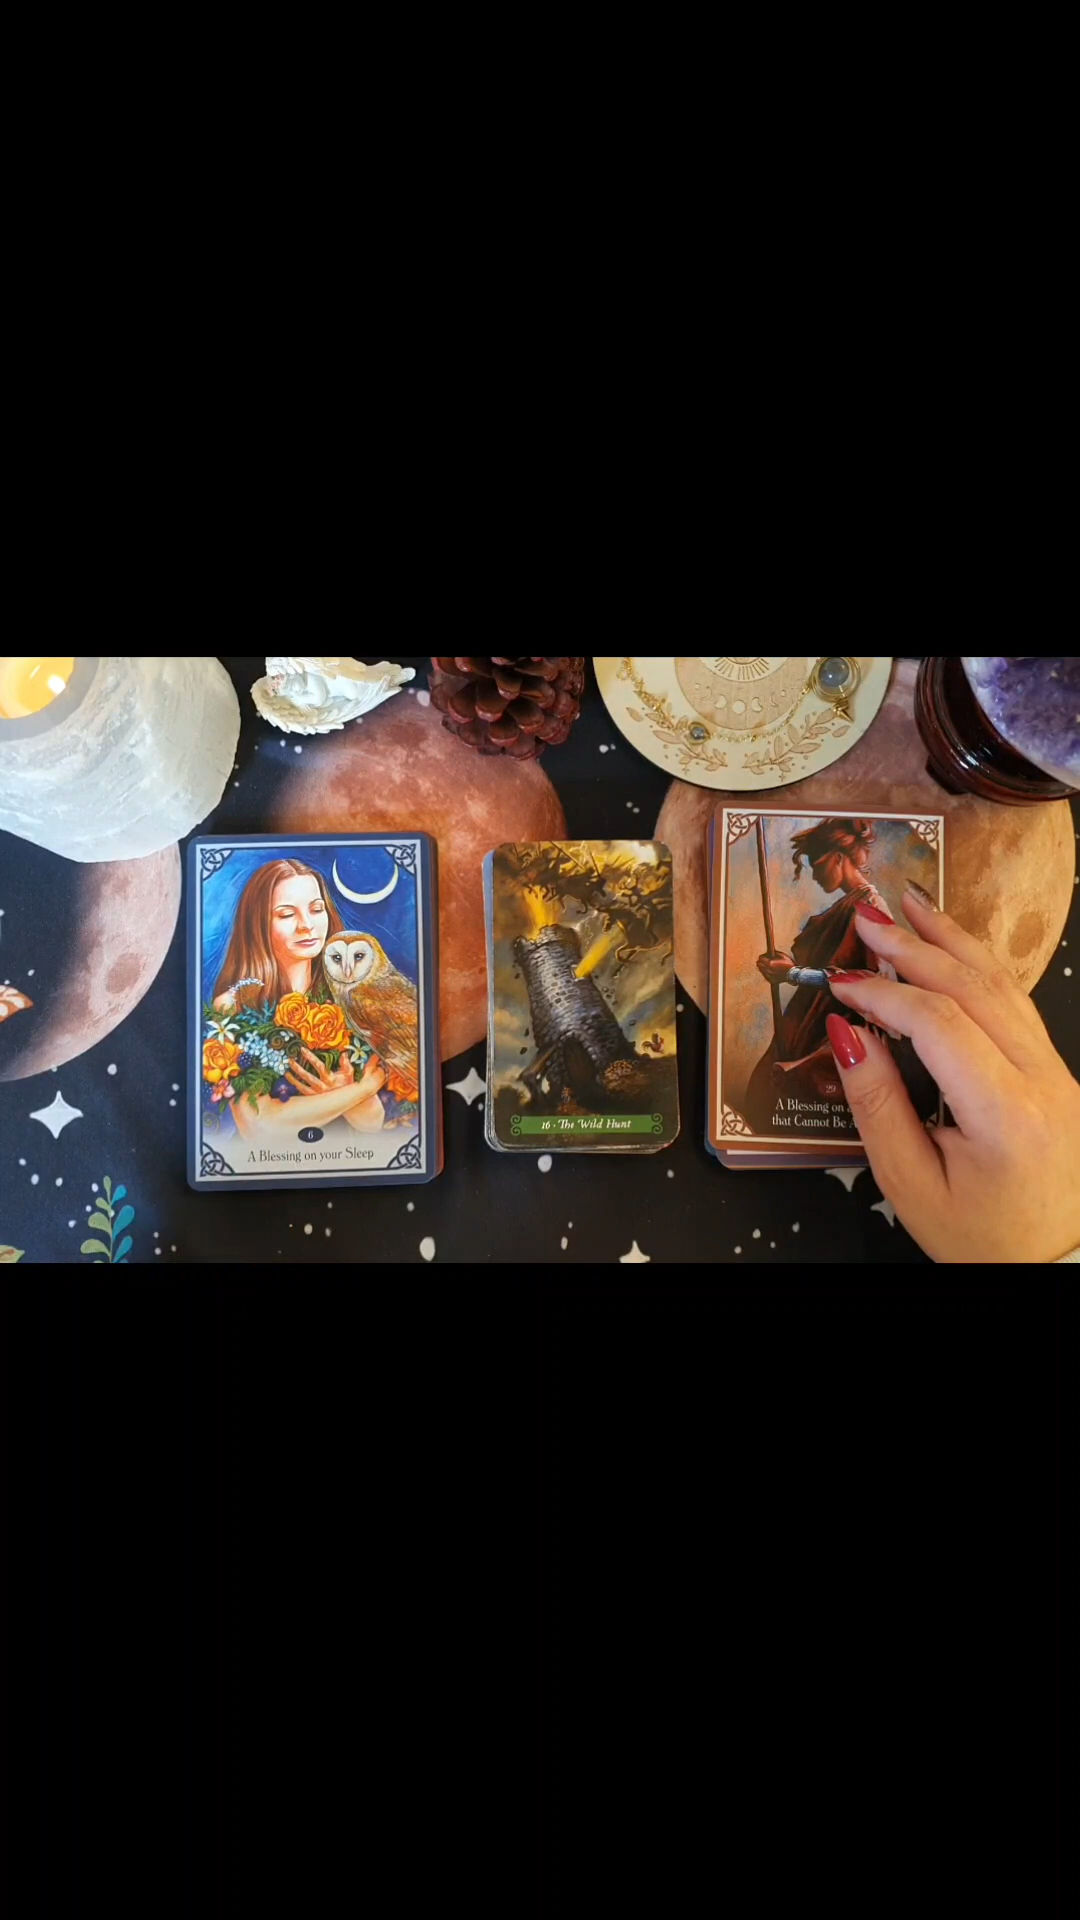 6
A Blessing on your Sleep
16 · The Wild Hunt
29
A Blessing on
that Cannot Be